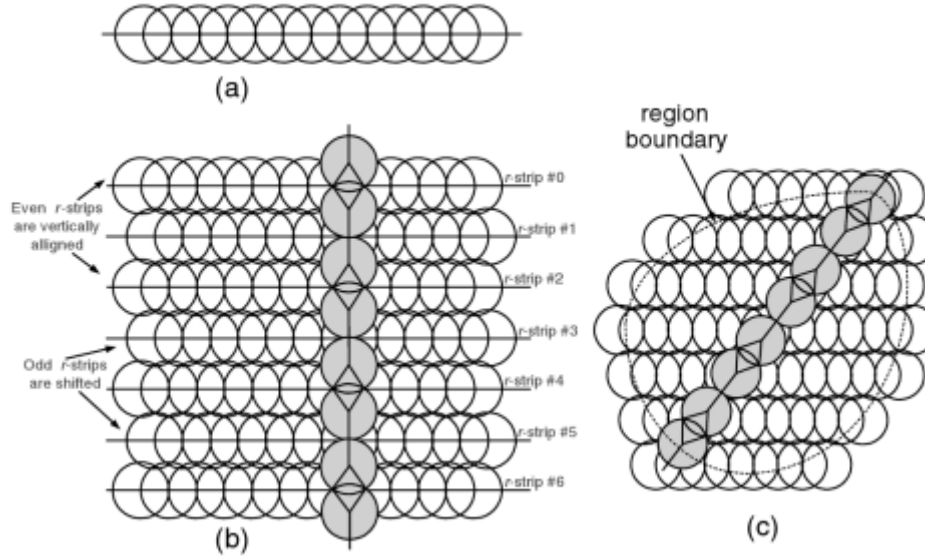 (a)
region
boundary
r-strip #0
Even r-strips
are vertically
alligned
r-strip #1
r-strip #2
r-strip #3
Odd r-strips
are shifted
r-strip #4
r-strip #5
r-strip #6
(b)
(c)